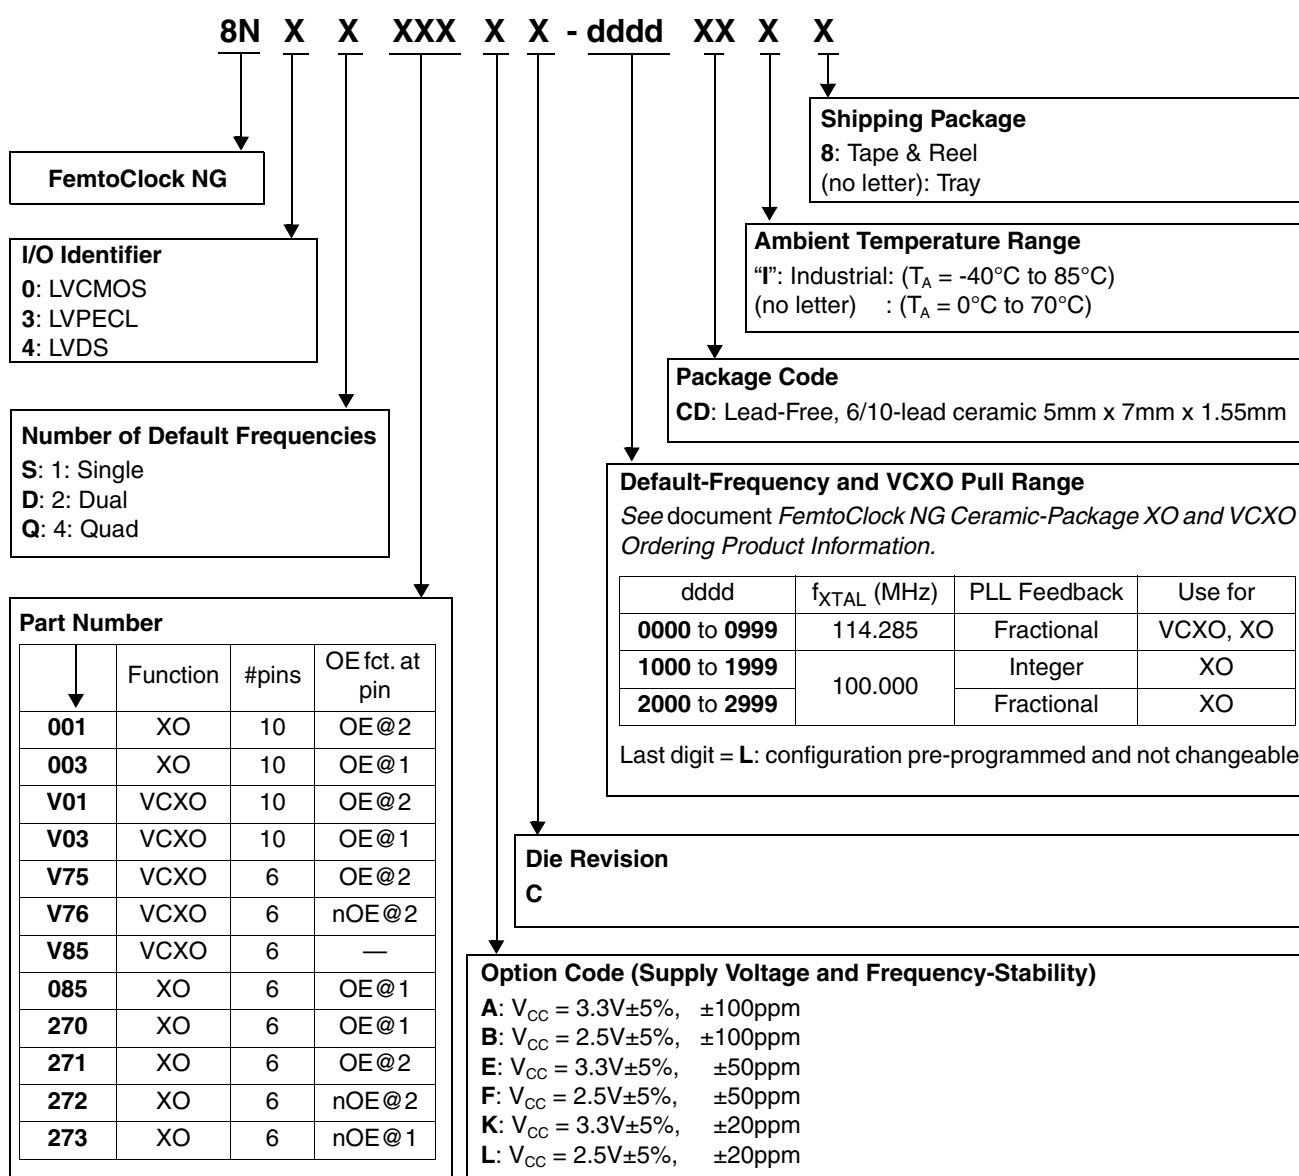 8N X X XXX X X - dddd XX X X
Shipping Package
8: Tape & Reel
(no letter): Tray
FemtoClock NG
Ambient Temperature Range
“I”: Industrial: (TA = -40°C to 85°C)
(no letter) : (TA = 0°C to 70°C)
I/O Identifier
0: LVCMOS
3: LVPECL
4: LVDS
Package Code
CD: Lead-Free, 6/10-lead ceramic 5mm x 7mm x 1.55mm
Number of Default Frequencies
S: 1: Single
D: 2: Dual
Q: 4: Quad
Default-Frequency and VCXO Pull Range
See document FemtoClock NG Ceramic-Package XO and VCXO
Ordering Product Information.
dddd fXTAL (MHz) PLL Feedback Use for
0000 to 0999 114.285 Fractional VCXO, XO
1000 to 1999 100.000 Integer XO
2000 to 2999 Fractional XO
Last digit = L: configuration pre-programmed and not changeable
Part Number
Function #pins OE fct. at
pin
001 XO 10 OE@2
003 XO 10 OE@1
V01 VCXO 10 OE@2
V03 VCXO 10 OE@1
V75 VCXO 6 OE@2
V76 VCXO 6 nOE@2
V85 VCXO 6 —
085 XO 6 OE@1
270 XO 6 OE@1
271 XO 6 OE@2
272 XO 6 nOE@2
273 XO 6 nOE@1
Die Revision
C
Option Code (Supply Voltage and Frequency-Stability)
A: VCC = 3.3V±5%, ±100ppm
B: VCC = 2.5V±5%, ±100ppm
E: VCC = 3.3V±5%, ±50ppm
F: VCC = 2.5V±5%, ±50ppm
K: VCC = 3.3V±5%, ±20ppm
L: VCC = 2.5V±5%, ±20ppm